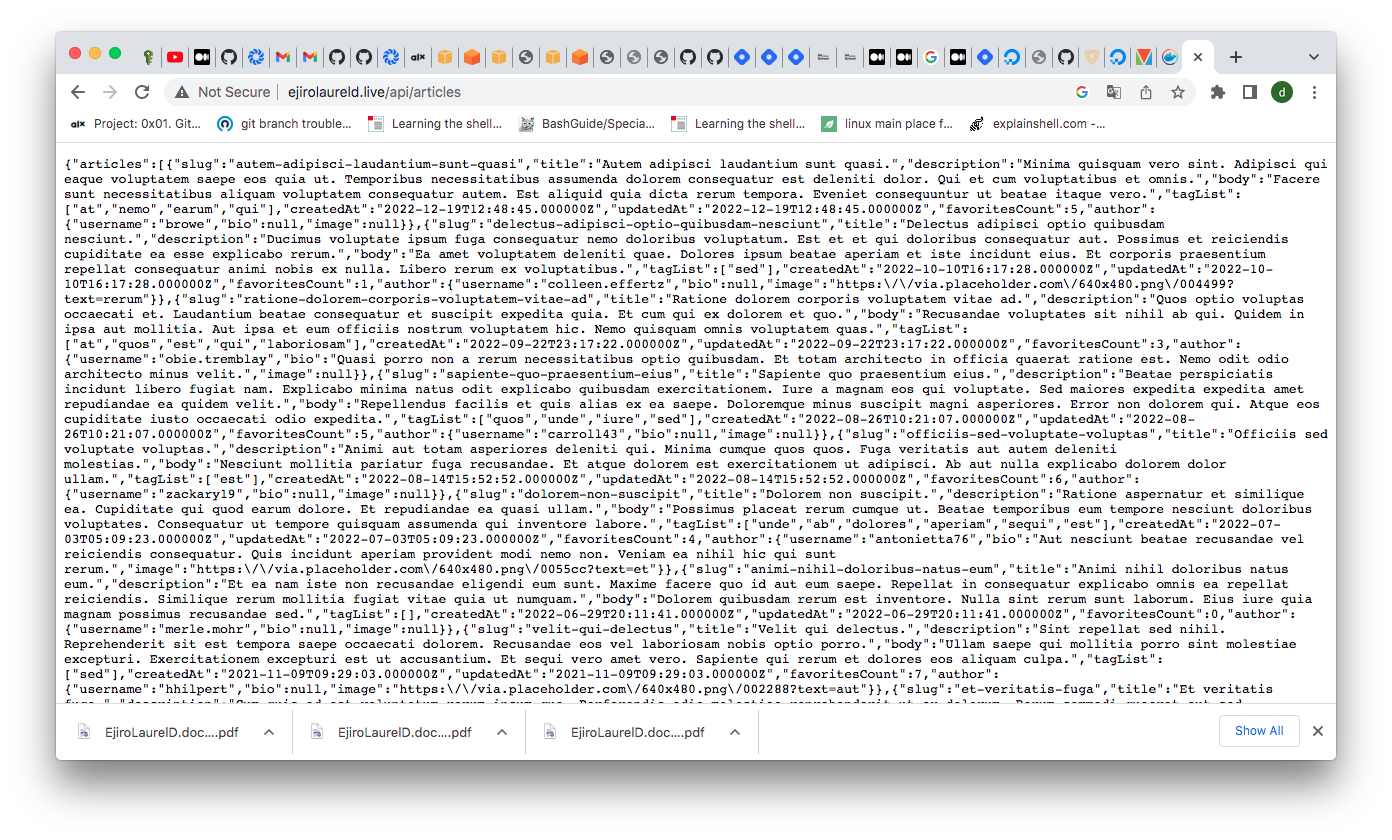 alx
Not Secure
ejirolaureld.live/api/articles
d
alx Project: 0x01. Git...
git branch trouble...
Learning the shell...
BashGuide/Specia...
Learning the shell...
linux main place f...
explainshell.com -...
{"articles":[{"slug":"autem-adipisci-laudantium-sunt-quasi","title":"Autem adipisci laudantium sunt quasi.","description":"Minima quisquam vero sint. Adipisci qui
eaque voluptatem saepe eos quia ut. Temporibus necessitatibus assumenda dolorem consequatur est deleniti dolor. Qui et cum voluptatibus et omnis.","body":"Facere
sunt necessitatibus aliquam voluptatem consequatur autem. Est aliquid quia dicta rerum tempora. Eveniet consequuntur ut beatae itaque vero.","tagList":
["at","nemo","earum","qui"],"createdAt":"2022-12-19T12:48:45.000000Z","updatedAt":"2022-12-19T12:48:45.000000Z","favoritesCount":5,"author":
{"username":"browe","bio":null,"image":null}},{"slug":"delectus-adipisci-optio-quibusdam-nesciunt","title":"Delectus adipisci optio quibusdam
nesciunt.","description":"Ducimus voluptate ipsum fuga consequatur nemo doloribus voluptatum. Est et et qui doloribus consequatur aut. Possimus et reiciendis
cupiditate ea esse explicabo rerum.","body":"Ea amet voluptatem deleniti quae. Dolores ipsum beatae aperiam et iste incidunt eius. Et corporis praesentium
repellat consequatur animi nobis ex nulla. Libero rerum ex voluptatibus.","tagList":["sed"],"createdAt":"2022-10-10T16:17:28.000000Z","updatedAt":"2022-10-
10T16:17:28.000000Z","favoritesCount":1,"author":{"username":"colleen.effertz","bio":null,"image":"https:\/\/via.placeholder.com\/640x480.png\/004499?
text=rerum"}},{"slug":"ratione-dolorem-corporis-voluptatem-vitae-ad","title":"Ratione dolorem corporis voluptatem vitae ad.","description":"Quos optio voluptas
occaecati et. Laudantium beatae consequatur et suscipit expedita quia. Et cum qui ex dolorem et quo.","body":"Recusandae voluptates sit nihil ab qui. Quidem in
ipsa aut mollitia. Aut ipsa et eum officiis nostrum voluptatem hic. Nemo quisquam omnis voluptatem quas.","tagList":
["at","quos","est","qui","laboriosam"],"createdAt":"2022-09-22T23:17:22.000000Z","updatedAt":"2022-09-22T23:17:22.000000Z","favoritesCount":3,"author":
{"username":"obie.tremblay","bio":"Quasi porro non a rerum necessitatibus optio quibusdam. Et totam architecto in officia quaerat ratione est. Nemo odit odio
architecto minus velit.","image":null}},{"slug":"sapiente-quo-praesentium-eius","title":"Sapiente quo praesentium eius.","description":"Beatae perspiciatis
incidunt libero fugiat nam. Explicabo minima natus odit explicabo quibusdam exercitationem. Iure a magnam eos qui voluptate. Sed maiores expedita expedita amet
repudiandae ea quidem velit.","body":"Repellendus facilis et quis alias ex ea saepe. Doloremque minus suscipit magni asperiores. Error non dolorem qui. Atque eos
cupiditate iusto occaecati odio expedita.","tagList":["quos","unde","iure","sed"],"createdAt":"2022-08-26T10:21:07.000000Z","updatedAt":"2022-08-
26T10:21:07.000000Z","favoritesCount":5,"author":{"username":"carroll43","bio":null,"image":null}},{"slug":"officiis-sed-voluptate-voluptas","title":"Officiis sed
voluptate voluptas.","description":"Animi aut totam asperiores deleniti qui. Minima cumque quos quos. Fuga veritatis aut autem deleniti
molestias.","body":"Nesciunt mollitia pariatur fuga recusandae. Et atque dolorem est exercitationem ut adipisci. Ab aut nulla explicabo dolorem dolor
ullam.","tagList":["est"],"createdAt":"2022-08-14T15:52:52.000000Z","updatedAt":"2022-08-14T15:52:52.000000Z","favoritesCount":6,"author":
{"username":"zackary19","bio":null,"image":null}},{"slug":"dolorem-non-suscipit","title":"Dolorem non suscipit.","description":"Ratione aspernatur et similique
ea. Cupiditate qui quod earum dolore. Et repudiandae ea quasi ullam.","body":"Possimus placeat rerum cumque ut. Beatae temporibus eum tempore nesciunt doloribus
voluptates. Consequatur ut tempore quisquam assumenda qui inventore labore.","tagList":["unde","ab","dolores","aperiam","sequi","est"],"createdAt":"2022-07-
03T05:09:23.000000Z","updatedAt":"2022-07-03T05:09:23.000000Z","favoritesCount":4,"author":{"username":"antonietta76","bio":"Aut nesciunt beatae recusandae vel
reiciendis consequatur. Quis incidunt aperiam provident modi nemo non. Veniam ea nihil hic qui sunt
rerum.","image":"https:\/\/via.placeholder.com\/640x480.png\/0055cc?text=et"}},{"slug":"animi-nihil-doloribus-natus-eum","title":"Animi nihil doloribus natus
eum.","description":"Et ea nam iste non recusandae eligendi eum sunt. Maxime facere quo id aut eum saepe. Repellat in consequatur explicabo omnis ea repellat
reiciendis. Similique rerum mollitia fugiat vitae quia ut numquam.","body":"Dolorem quibusdam rerum est inventore. Nulla sint rerum sunt laborum. Eius iure quia
magnam possimus recusandae sed.","tagList":[],"createdAt":"2022-06-29T20:11:41.000000Z","updatedAt":"2022-06-29T20:11:41.000000Z","favoritesCount":0,"author":
{"username":"merle.mohr","bio":null,"image":null}},{"slug":"velit-qui-delectus","title":"Velit qui delectus.","description":"Sint repellat sed nihil.
Reprehenderit sit est tempora saepe occaecati dolorem. Recusandae eos vel laboriosam nobis optio porro.","body":"Ullam saepe qui mollitia porro sint molestiae
excepturi. Exercitationem excepturi est ut accusantium. Et sequi vero amet vero. Sapiente qui rerum et dolores eos aliquam culpa.","tagList":
["sed"],"createdAt":"2021-11-09T09:29:03.000000Z","updatedAt":"2021-11-09T09:29:03.000000Z","favoritesCount":7,"author":
{"username":"hhilpert","bio":null,"image":"https:\/\/via.placeholder.com\/640x480.png\/002288?text=aut"}},{"slug":"et-veritatis-fuga","title":"Et veritatis
EjiroLaureID.doc....pdf
EjiroLaureID.doc....pdf
EjiroLaureID.doc....pdf
Show All